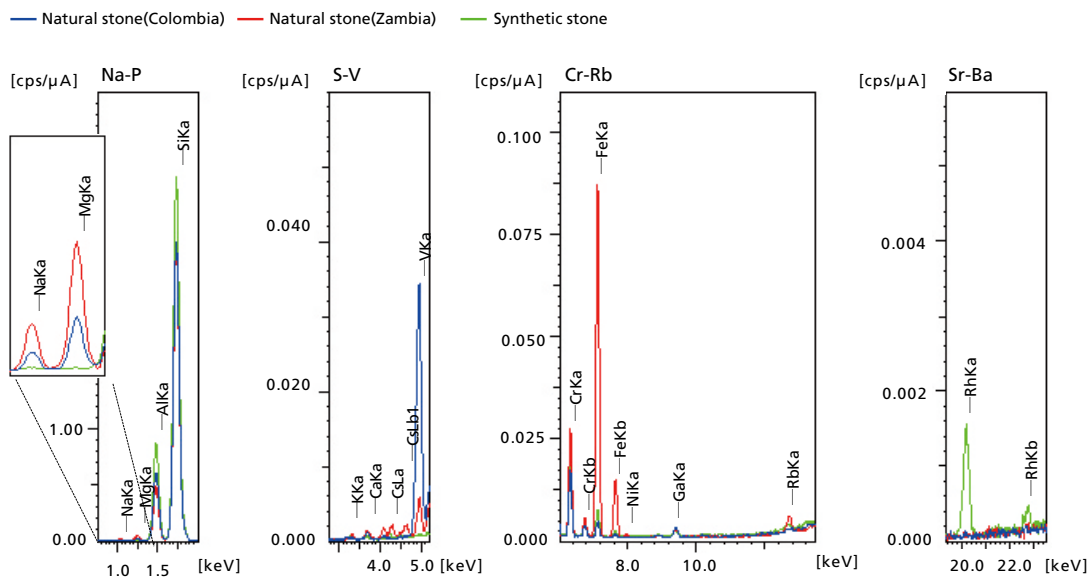 Natural stone(Colombia) Natural stone(Zambia) Synthetic stone
[cps/μA] Na-P
NaKa
MgKa
SiKa
AlKa
NaKa
MgKa
1.00
0.00
1.0 1.5 [keV]
[cps/μA] S-V
0.040
0.020
0.000
KKa
CaKa
CsLa
CsLb1
VKa
4.0 5.0 [keV]
[cps/μA] Cr-Rb
0.100
0.075
0.050
0.025
0.000
CrKa
CrKb
FeKa
FeKb
NiKa
GaKa
RbKa
8.0 10.0 [keV]
[cps/μA] Sr-Ba
0.004
0.002
0.000
RhKa
RhKb
20.0 22.0 [keV]